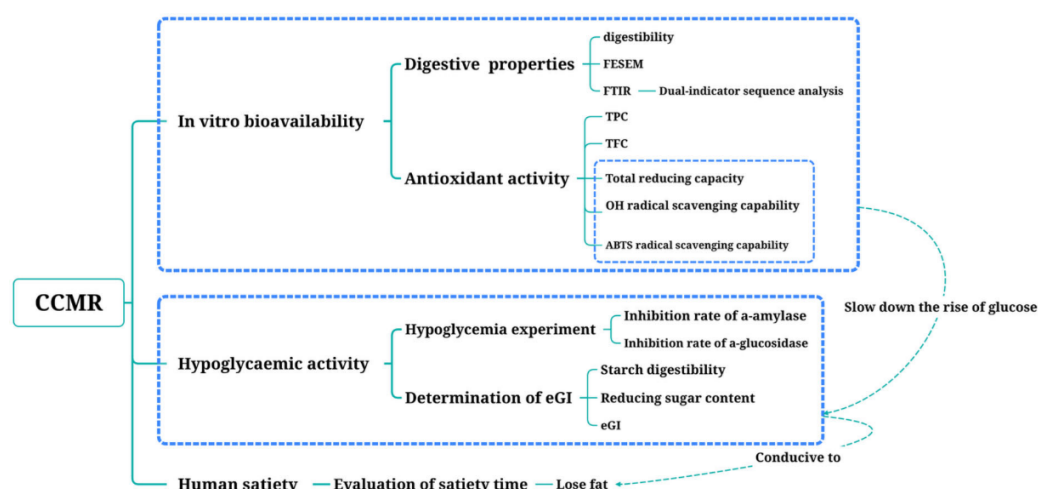 digestibility
Digestive properties
FESEM
FTIR
Dual-indicator sequence analysis
In vitro bioavailability
TPC
TFC
Antioxidant activity
Total reducing capacity
OH radical scavenging capability
ABTS radical scavenging capability
CCMR
Slow down the rise of glucose
Hypoglycemia experiment
Inhibition rate of a-amylase
Inhibition rate of a-glucosidase
Hypoglycaemic activity
Starch digestibility
Determination of eGI
Reducing sugar content
eGI
Conducive to
Human satiety
Evaluation of satiety time
Lose fat